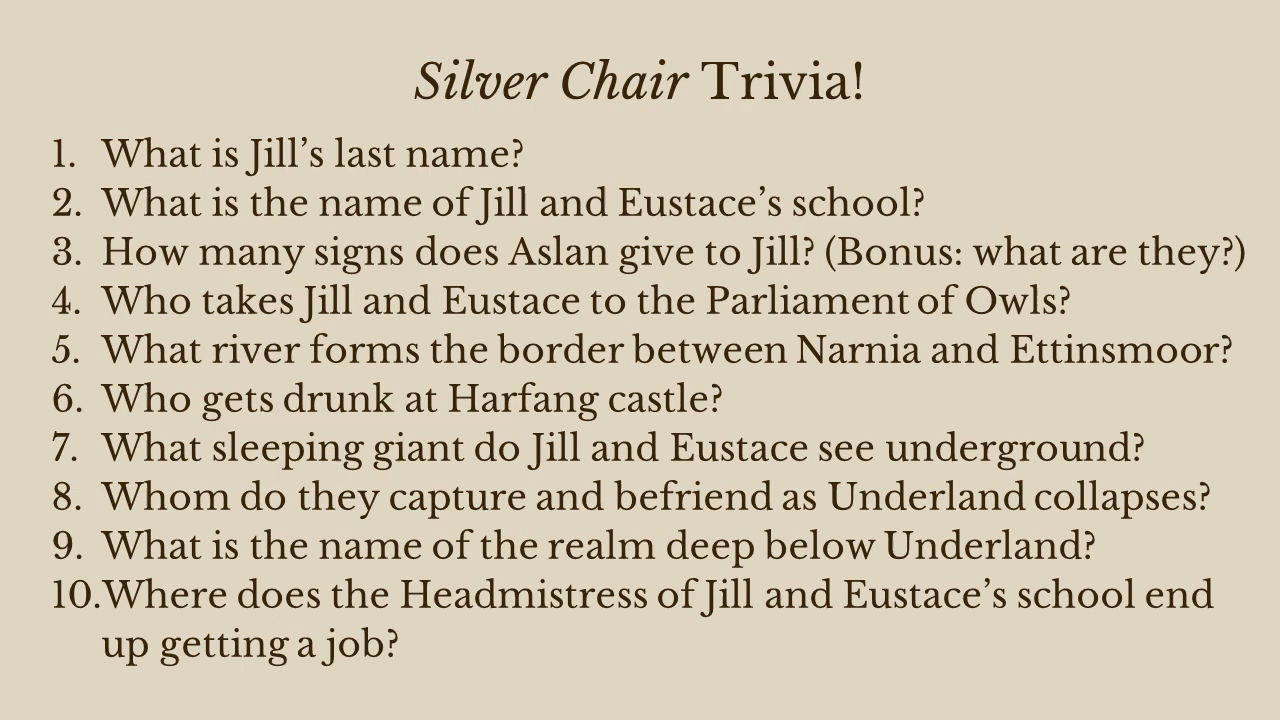 Silver Chair Trivia!
1. What is Jill’s last name?
2. What is the name of Jill and Eustace’s school?
3. How many signs does Aslan give to Jill? (Bonus: what are they?)
4. Who takes Jill and Eustace to the Parliament of Owls?
5. What river forms the border between Narnia and Ettinsmoor?
6. Who gets drunk at Harfang castle?
7. What sleeping giant do Jill and Eustace see underground?
8. Whom do they capture and befriend as Underland collapses?
9. What is the name of the realm deep below Underland?
10. Where does the Headmistress of Jill and Eustace’s school end
up getting a job?